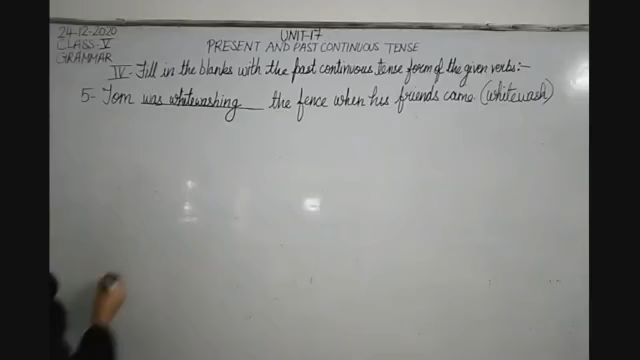 24-12-2020
CLASS-V
GRAMMAR
UNIT-17
PRESENT AND PAST CONTINUOUS TENSE
IV- Fill in the blanks with the past continuous tense form of the given verbs:-
5- Tom was whitewashing the fence when his friends came. (whitewash)